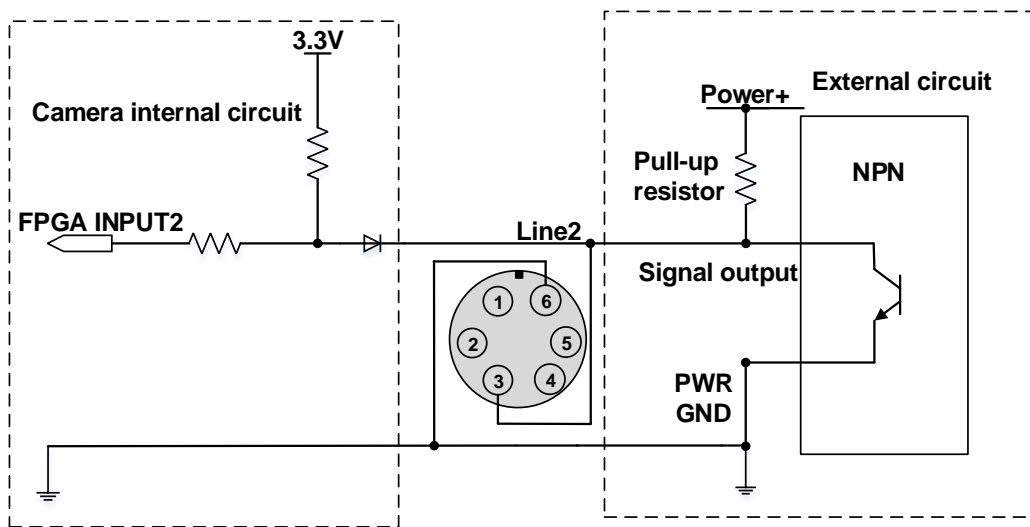 3.3V
Camera internal circuit
FPGA INPUT2
Line2
1
6
2
5
3
4
Power+
External circuit
Pull-up
resistor
NPN
Signal output
PWR
GND